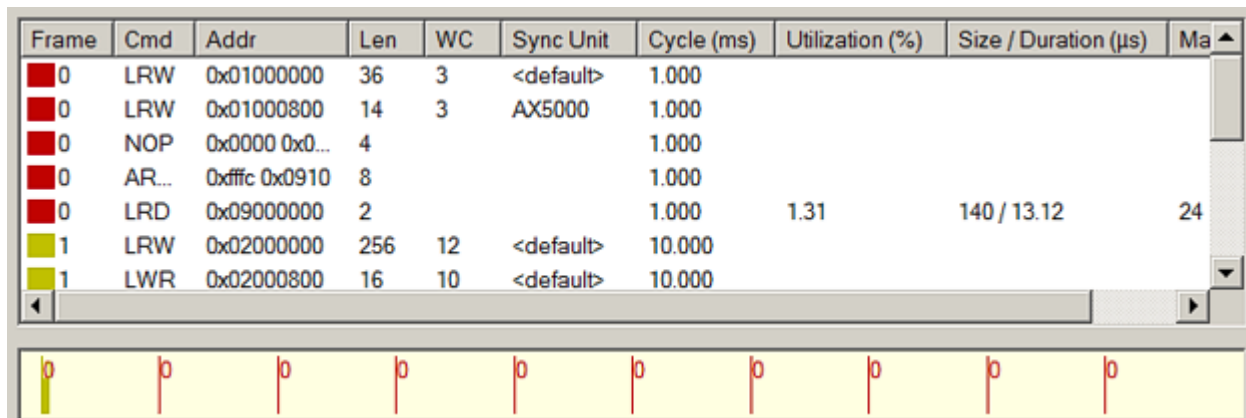 Frame Cmd Addr Len WC Sync Unit Cycle (ms) Utilization (%) Size / Duration (µs) Ma
0 LRW 0x01000000 36 3 <default> 1.000
0 LRW 0x01000800 14 3 AX5000 1.000
0 NOP 0x0000 0x0... 4 1.000
0 AR... 0xfffc 0x0910 8 1.000
0 LRD 0x09000000 2 1.000 1.31 140 / 13.12 24
1 LRW 0x02000000 256 12 <default> 10.000
1 LWR 0x02000800 16 10 <default> 10.000
0 0 0 0 0 0 0 0 0 0